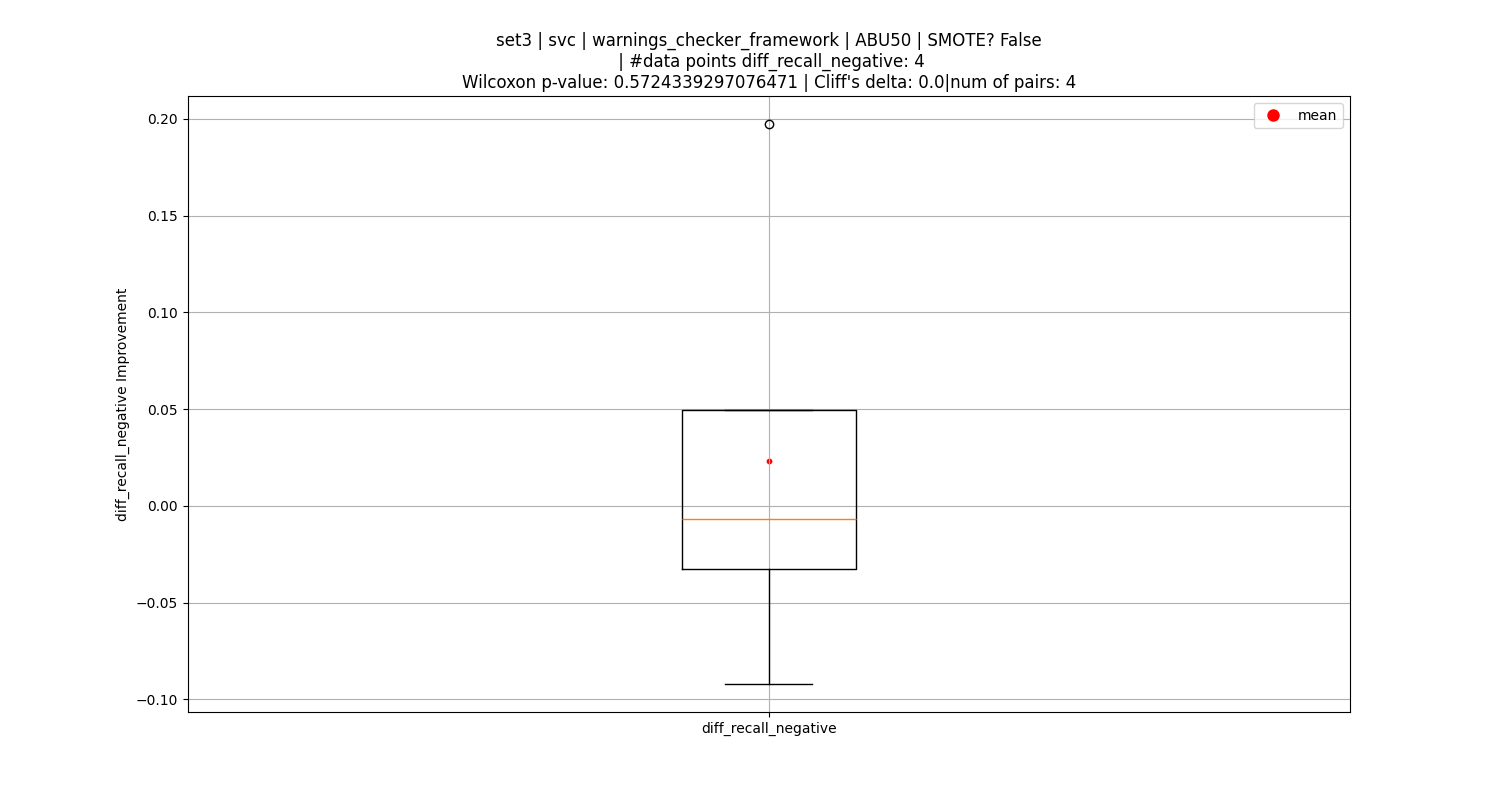 set3 | svc | warnings_checker_framework | ABU50 | SMOTE? False
| #data points diff_recall_negative: 4
Wilcoxon p-value: 0.5724339297076471 | Cliff's delta: 0.0|num of pairs: 4
mean
0.20
0.15
0.10
0.05
0.00
−0.05
−0.10
diff_recall_negative Improvement
diff_recall_negative